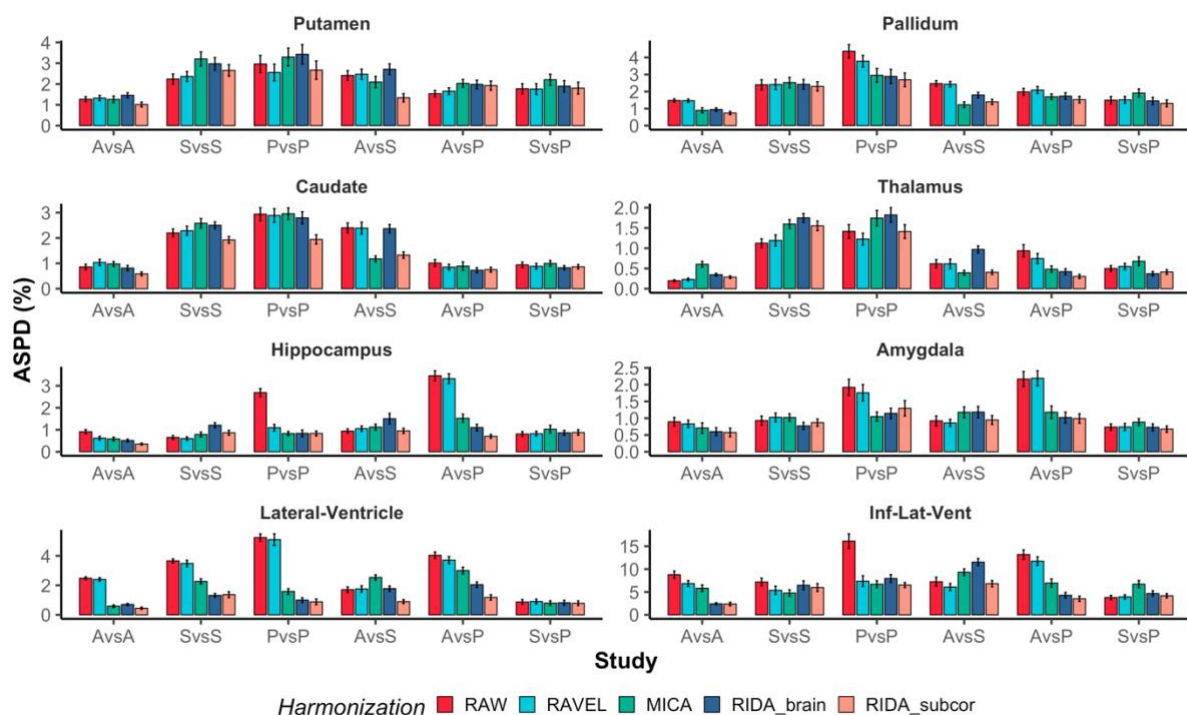 Putamen
Pallidum
4
3
2
1
0
4
3
2
1
0
AvsA SvsS PvsP AvsS AvsP SvsP
AvsA SvsS PvsP AvsS AvsP SvsP
Caudate
Thalamus
3
2
1
0
2.0
1.5
1.0
0.5
0.0
AvsA SvsS PvsP AvsS AvsP SvsP
AvsA SvsS PvsP AvsS AvsP SvsP
ASPD (%)
Hippocampus
Amygdala
3
2
1
0
2.5
2.0
1.5
1.0
0.5
0.0
AvsA SvsS PvsP AvsS AvsP SvsP
AvsA SvsS PvsP AvsS AvsP SvsP
Lateral-Ventricle
Inf-Lat-Vent
4
2
0
15
10
5
0
AvsA SvsS PvsP AvsS AvsP SvsP
AvsA SvsS PvsP AvsS AvsP SvsP
Study
Harmonization RAW RAVEL MICA RIDA_brain RIDA_subcor